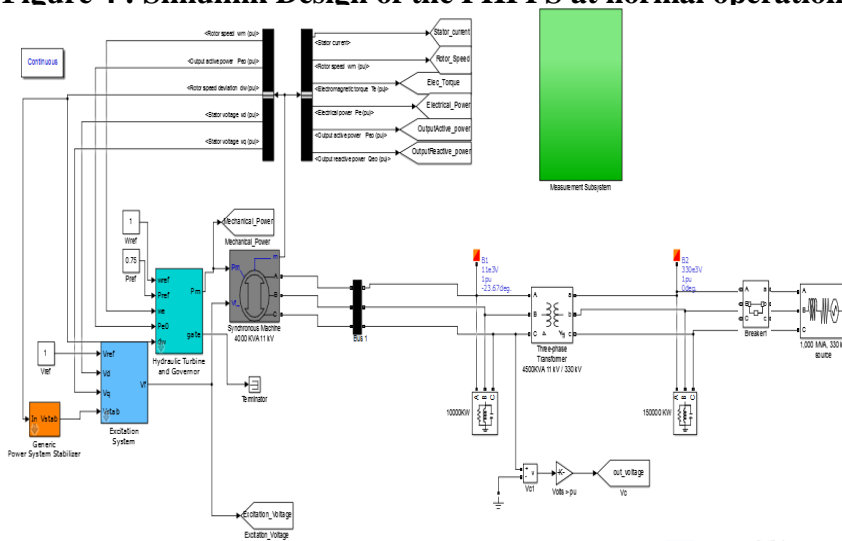 Figure 4 : Simulink Design of the PHPPS at normal operation
Continuous
<Rotor speed wm (pu)>
<Output active power Peo (pu)>
<Rotor speed deviation dw (pu)>
<Stator voltage vd (pu)>
<Stator voltage vq (pu)>
<Stator current>
<Rotor speed wm (pu)>
<Electromagnetic torque Te (pu)>
<Electrical power Pe (pu)>
<Output active power Peo (pu)>
<Output reactive power Qeo (pu)>
Stator_current
Rotor_Speed
Elec_Torque
Electrical_Power
OutputActive_power
OutputReactive_power
Measurement Subsystem
1
Wref
0.75
Pref
1
Vref
wref
Pref
we
Pe0
dw
Pm
gate
Hydraulic Turbine
and Governor
Mechanical_Power
Mechanical_Power
Pm
Vf_
m
A
B
C
Synchronous Machine
4000 KVA 11 kV
Bus 1
B1
11e3V
1pu
-23.67deg.
A
B
C
a
b
c
Three-phase
Transformer
4500KVA 11 kV / 330 kV
B2
330e3V
1pu
0deg.
A
B
C
a
b
c
Breaker1
A
B
C
1,000 MVA, 330 k
source
Vref
Vd
Vq
Vstab
Vf
Excitation
System
In Vstab
Generic
Power System Stabilizer
Terminator
A B C
10000KW
A B C
150000 KW
+
-
v
Vc1
-K-
Volts > pu
out_voltage
Vc
Excitation_Voltage
Excitation_Voltage